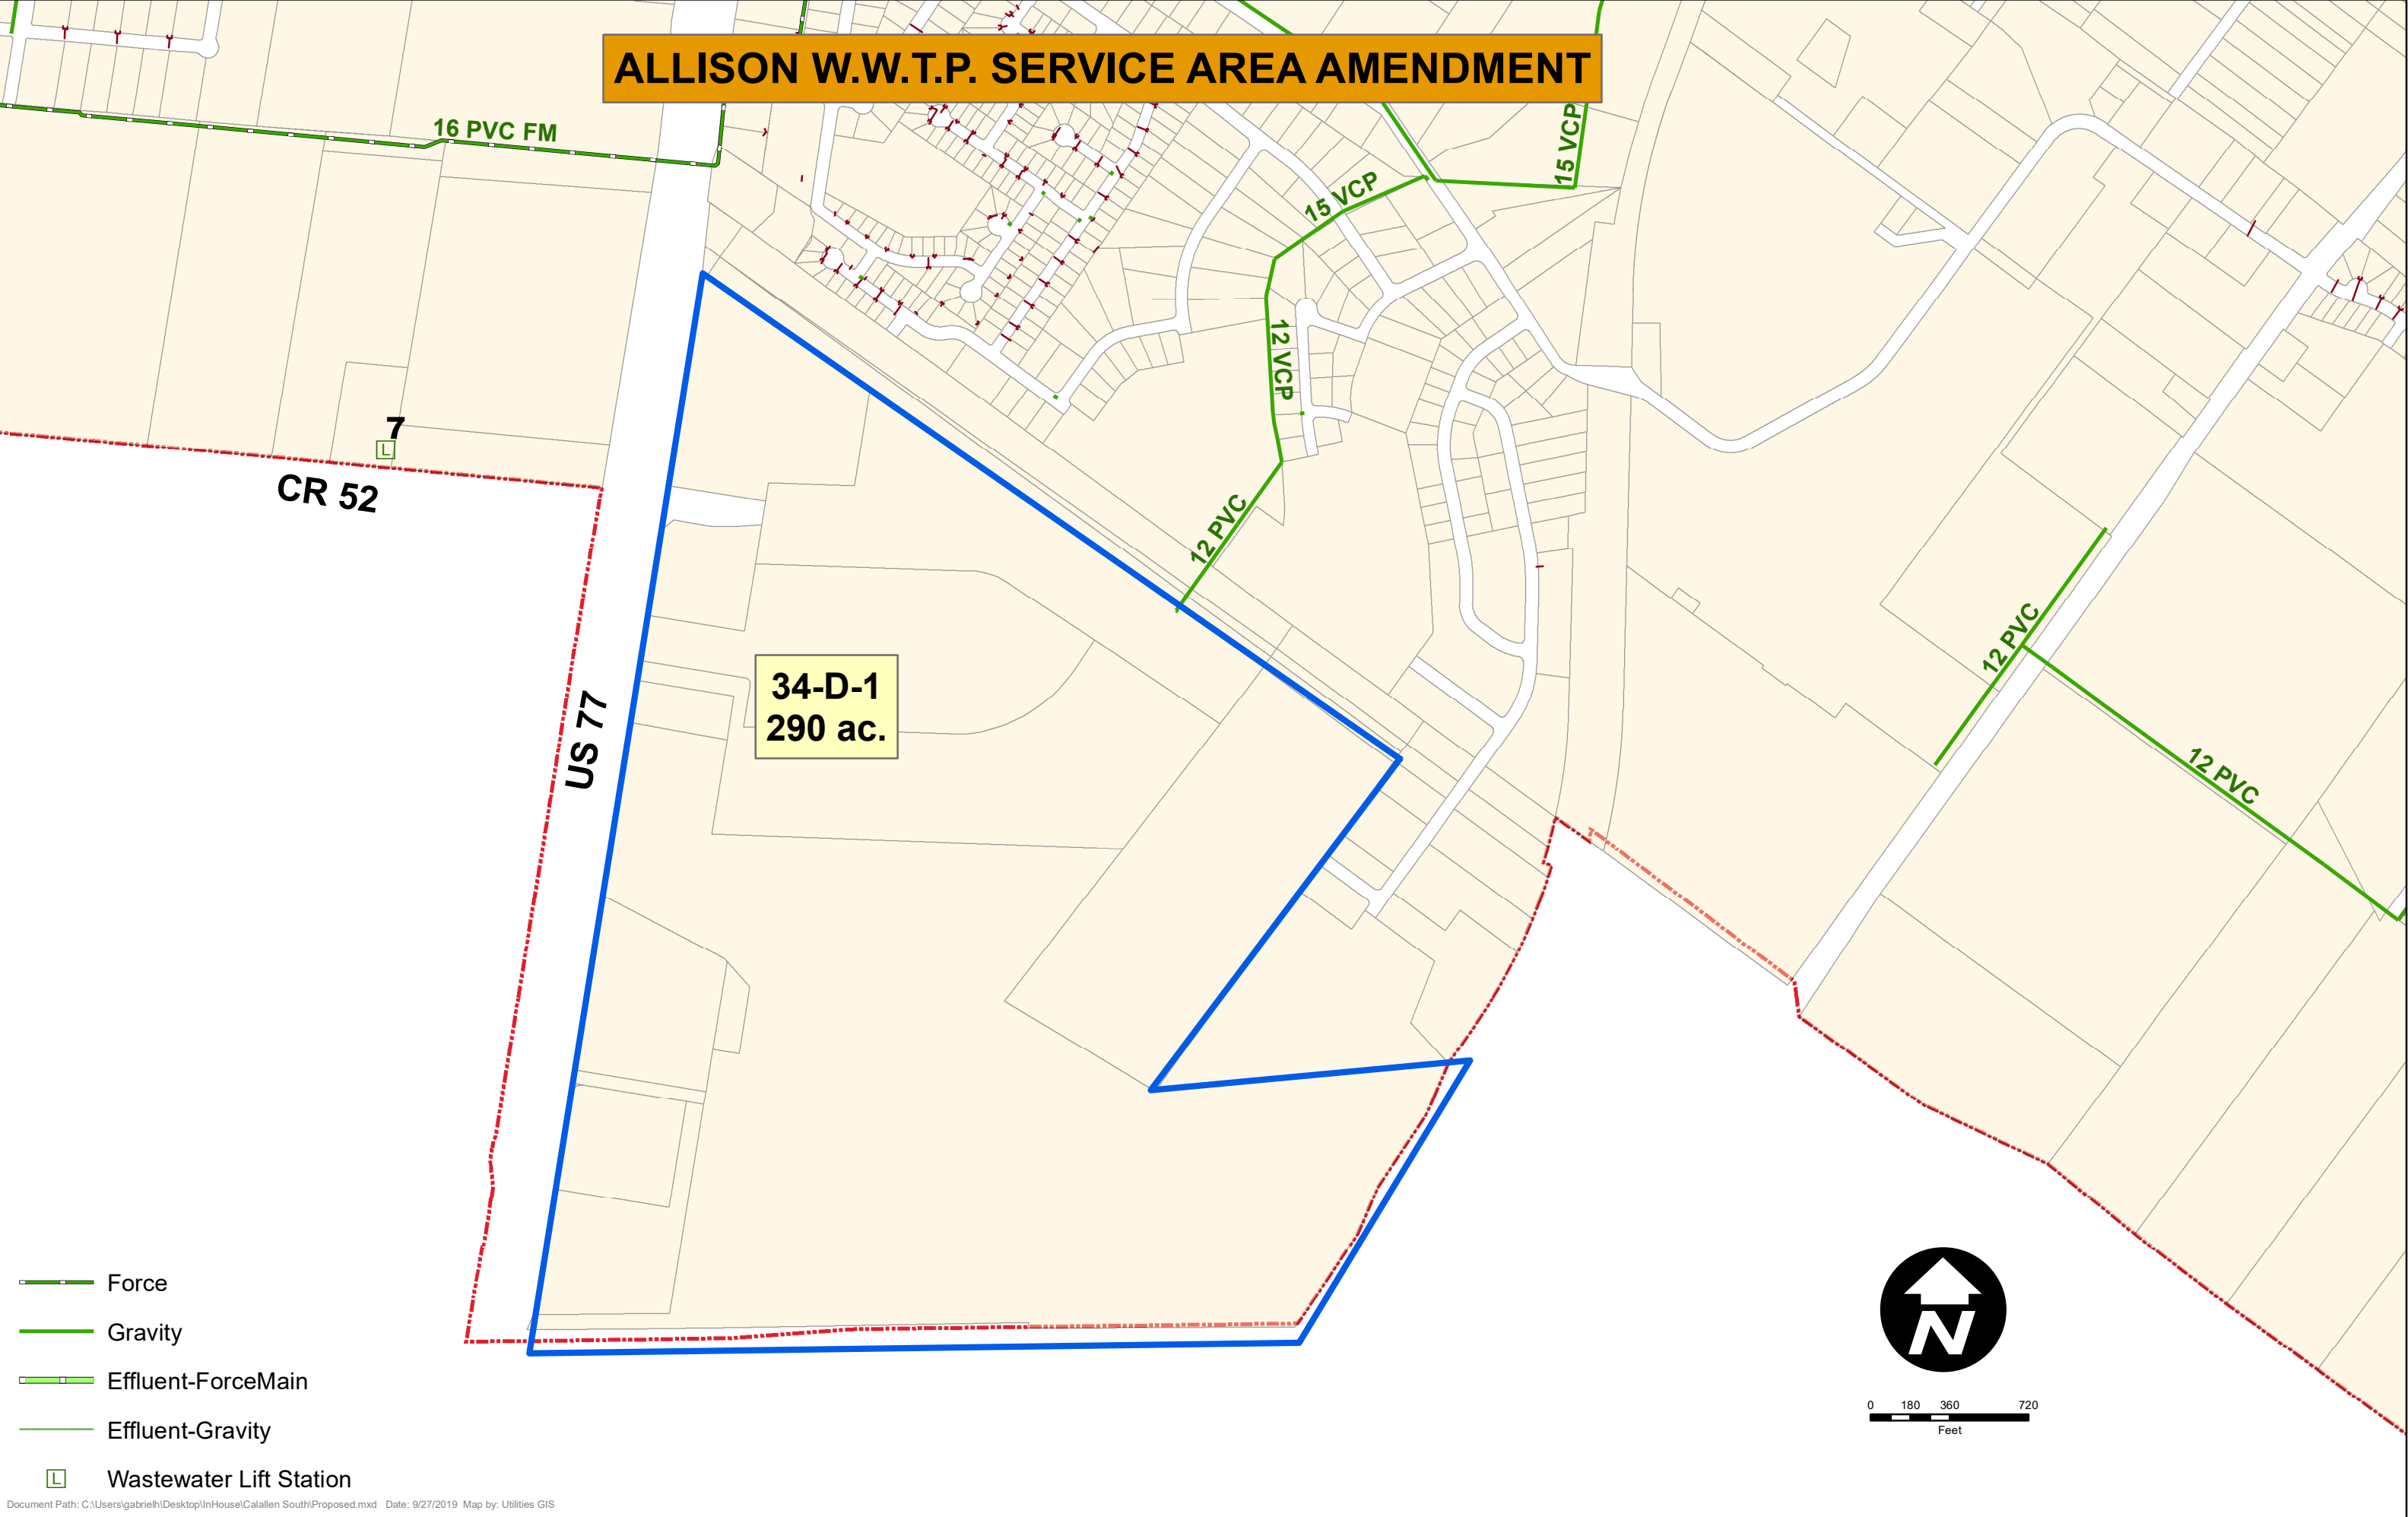 ALLISON W.W.T.P. SERVICE AREA AMENDMENT
16 PVC FM
15 VCP
15 VCP
12 VCP
7
L
CR 52
12 PVC
US 77
34-D-1
290 ac.
12 PVC
12 PVC
Force
Gravity
Effluent-ForceMain
Effluent-Gravity
L Wastewater Lift Station
N
0 180 360 720
Feet
Document Path: C:\Users\gabrielh\Desktop\InHouse\Calallen South\Proposed.mxd Date: 9/27/2019 Map by: Utilities GIS